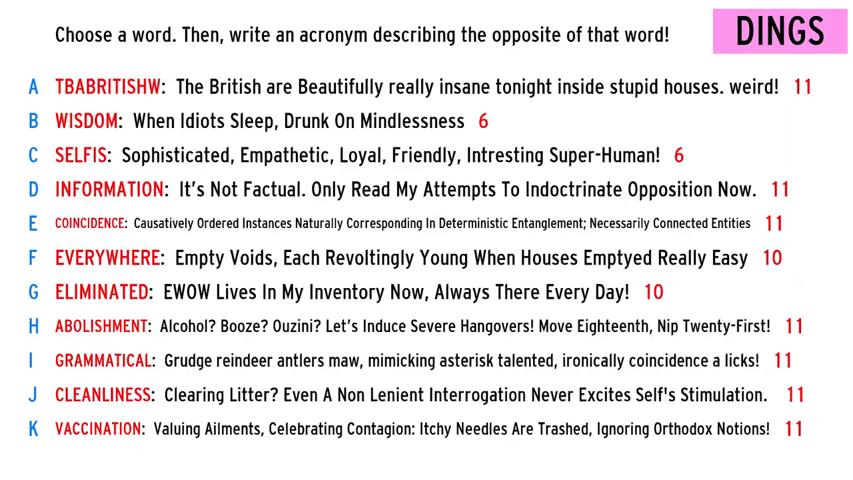 Choose a word. Then, write an acronym describing the opposite of that word!
DINGS
A TBABRITISHW: The British are Beautifully really insane tonight inside stupid houses. weird! 11
B WISDOM: When Idiots Sleep, Drunk On Mindlessness 6
C SELFIS: Sophisticated, Empathetic, Loyal, Friendly, Intresting Super-Human! 6
D INFORMATION: It's Not Factual. Only Read My Attempts To Indoctrinate Opposition Now. 11
E COINCIDENCE: Causatively Ordered Instances Naturally Corresponding In Deterministic Entanglement; Necessarily Connected Entities 11
F EVERYWHERE: Empty Voids, Each Revoltingly Young When Houses Emptyed Really Easy 10
G ELIMINATED: EWOW Lives In My Inventory Now, Always There Every Day! 10
H ABOLISHMENT: Alcohol? Booze? Ouzini? Let's Induce Severe Hangovers! Move Eighteenth, Nip Twenty-First! 11
I GRAMMATICAL: Grudge reindeer antlers maw, mimicking asterisk talented, ironically coincidence a licks! 11
J CLEANLINESS: Clearing Litter? Even A Non Lenient Interrogation Never Excites Self's Stimulation. 11
K VACCINATION: Valuing Ailments, Celebrating Contagion: Itchy Needles Are Trashed, Ignoring Orthodox Notions! 11